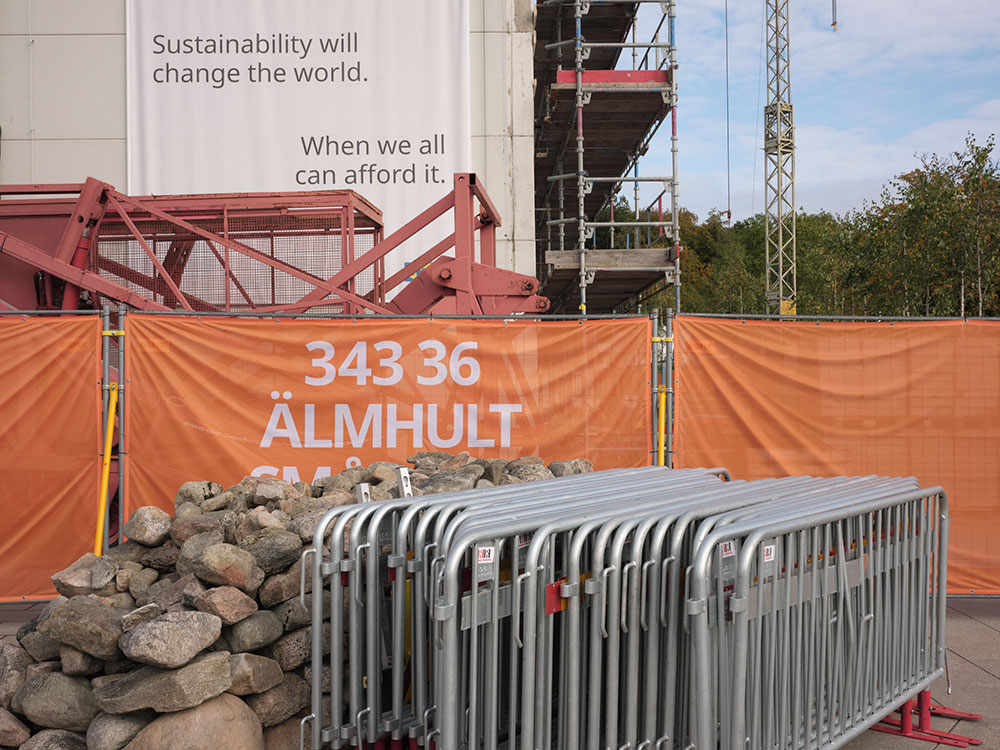 Sustainability will
change the world.
When we all
can afford it.
343 36
ÄLMHULT